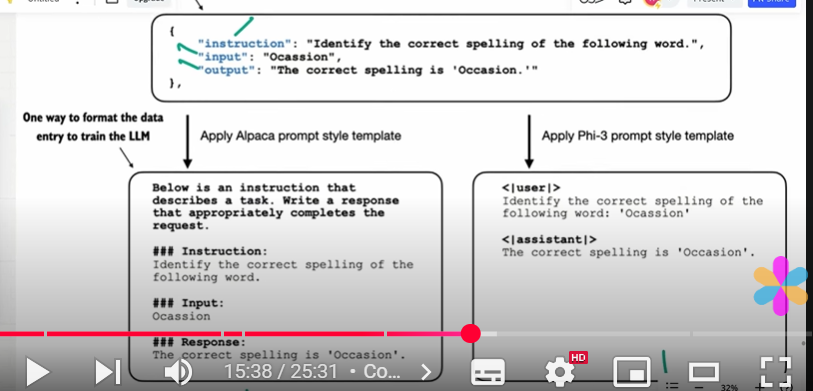 Untitled
{
"instruction": "Identify the correct spelling of the following word.",
"input": "Ocassion",
"output": "The correct spelling is 'Occasion.'"
},
One way to format the data
entry to train the LLM
Apply Alpaca prompt style template
Apply Phi-3 prompt style template
Below is an instruction that
describes a task. Write a response
that appropriately completes the
request.
### Instruction:
Identify the correct spelling of the
following word.
### Input:
Ocassion
### Response:
The correct spelling is 'Occasion'.
<|user|>
Identify the correct spelling of the
following word: 'Ocassion'
<|assistant|>
The correct spelling is 'Occasion'.
15:38 / 25:31 • Co...
HD
32%